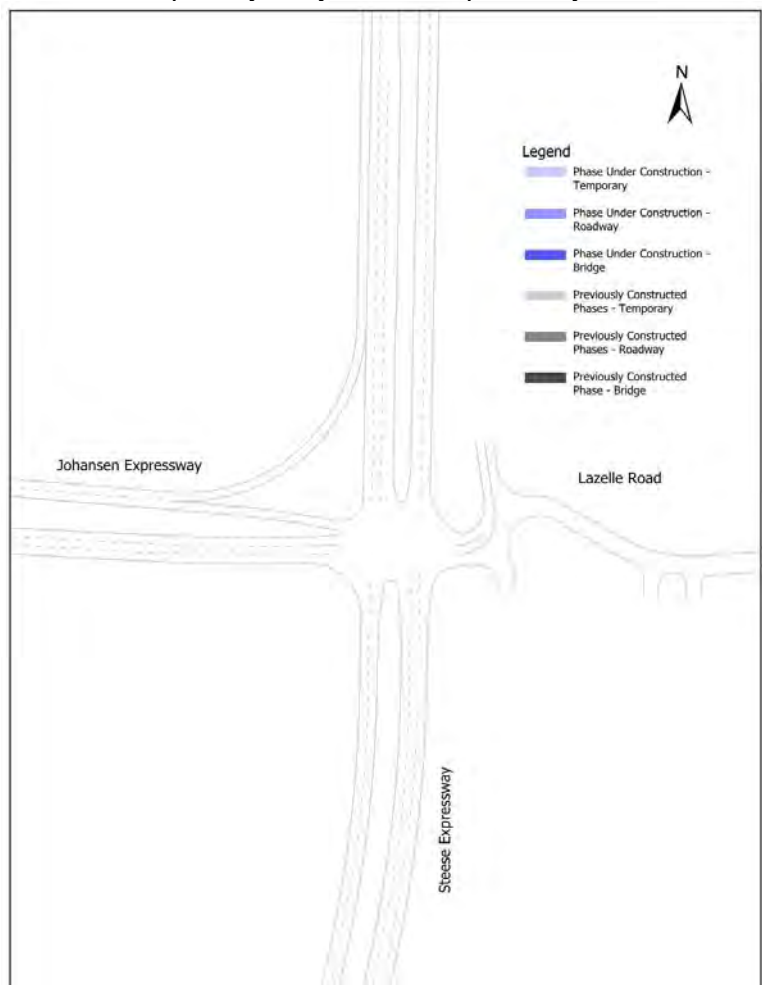 N
Legend
Phase Under Construction -
Temporary
Phase Under Construction -
Roadway
Phase Under Construction -
Bridge
Previously Constructed
Phases - Temporary
Previously Constructed
Phases - Roadway
Previously Constructed
Phase - Bridge
Johansen Expressway
Lazelle Road
Steese Expressway